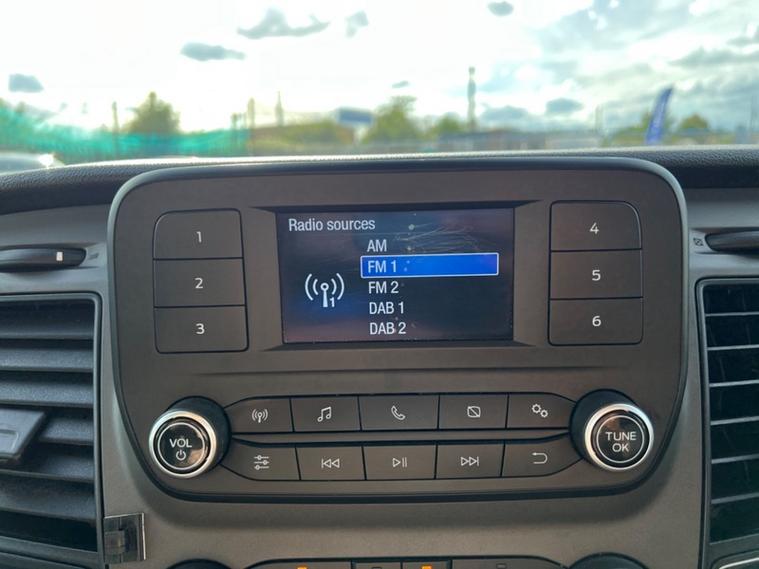 Radio sources
AM
FM 1
FM 2
DAB 1
DAB 2
1
2
3
4
5
6
VOL
TUNE
OK